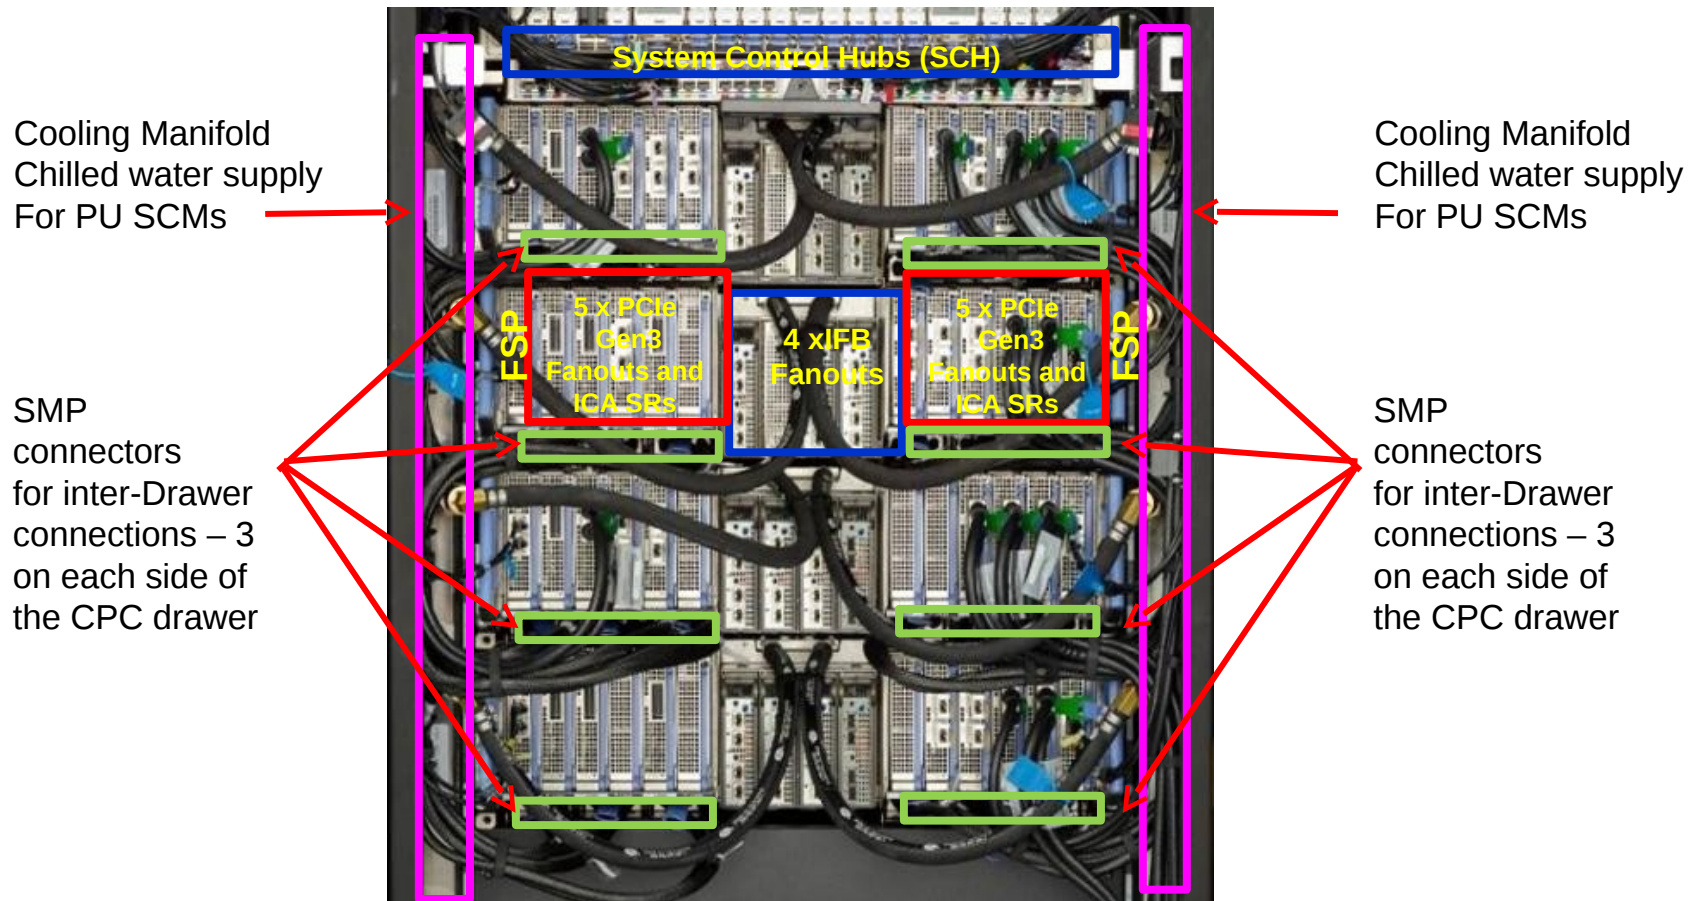 System Control Hubs (SCH)
Cooling Manifold
Chilled water supply
For PU SCMs
Cooling Manifold
Chilled water supply
For PU SCMs
FSP
5 x PCIe
Gen3
Fanouts and
ICA SRs
4 xIFB
Fanouts
5 x PCIe
Gen3
Fanouts and
ICA SRs
FSP
SMP
connectors
for inter-Drawer
connections – 3
on each side of
the CPC drawer
SMP
connectors
for inter-Drawer
connections – 3
on each side of
the CPC drawer